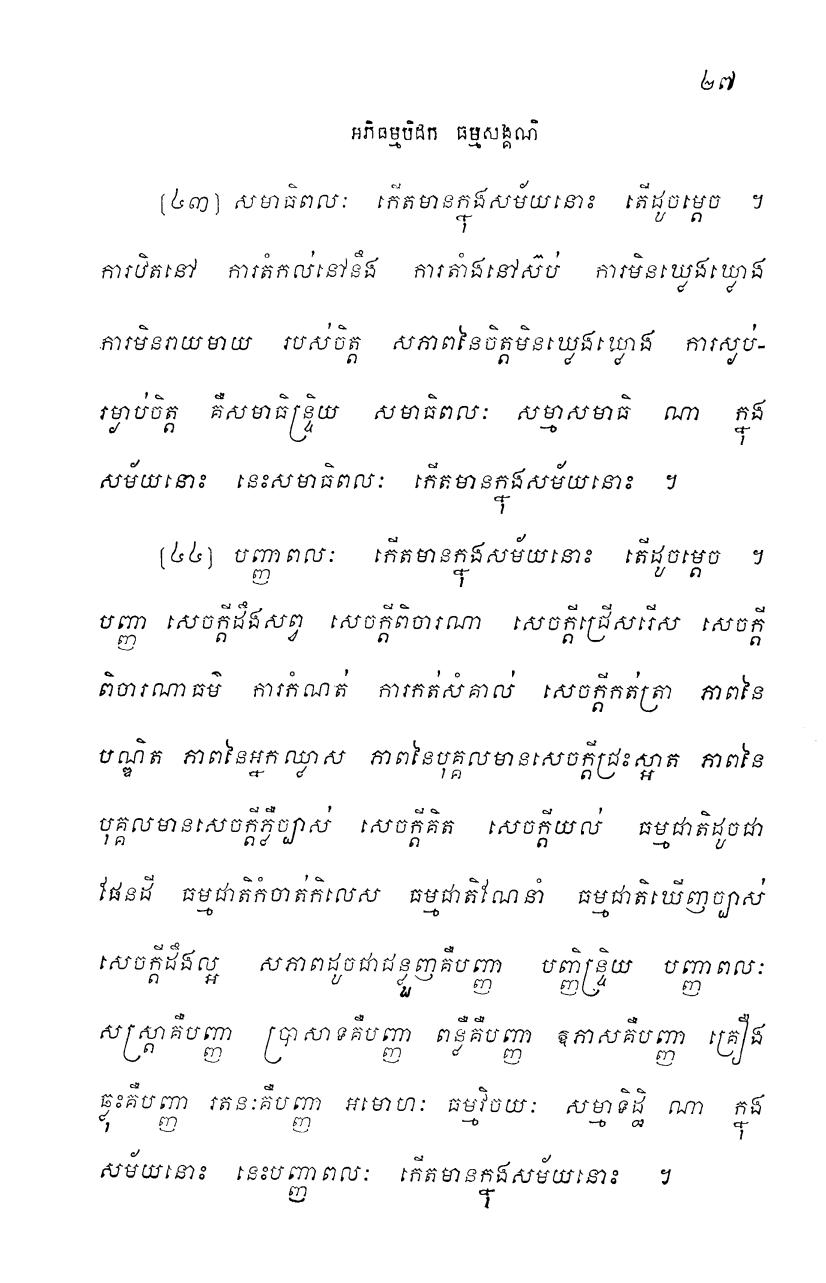 ២៧
អភិធម្មបិដក ធម្មសង្គណី
(៤៣) សមាធិពលៈ កើតមានក្នុងសម័យនោះ តើដូចម្តេច ។
ការឋិតនៅ ការតំកល់នៅនឹង ការតាំងនៅស៊ប់ ការមិនឃ្លេងឃ្លោង
ការមិនរាយមាយ របស់ចិត្ត សភាពនៃចិត្តមិនឃ្លេងឃ្លោង ការស្ងប់-
រម្ងាប់ចិត្ត គឺសមាធិន្ទ្រិយ សមាធិពលៈ សម្មាសមាធិ ណា ក្នុង
សម័យនោះ នេះសមាធិពលៈ កើតមានក្នុងសម័យនោះ ។
(៤៤) បញ្ញាពលៈ កើតមានក្នុងសម័យនោះ តើដូចម្តេច ។
បញ្ញា សេចក្តីដឹងសព្វ សេចក្តីពិចារណា សេចក្តីជ្រើសរើស សេចក្តី
ពិចារណាធម៌ ការកំណត់ ការកត់សំគាល់ សេចក្តីកត់ត្រា ភាពនៃ
បណ្ឌិត ភាពនៃអ្នកឈ្លាស ភាពនៃបុគ្គលមានសេចក្តីជ្រះស្អាត ភាពនៃ
បុគ្គលមានសេចក្តីភ្លឺច្បាស់ សេចក្តីគិត សេចក្តីយល់ ធម្មជាតិដូចជា
ផែនដី ធម្មជាតិកំចាត់កិលេស ធម្មជាតិណែនាំ ធម្មជាតិឃើញច្បាស់
សេចក្តីដឹងល្អ សភាពដូចជាជន្លួញគឺបញ្ញា បញ្ញិន្ទ្រិយ បញ្ញាពលៈ
សស្ត្រាគឺបញ្ញា ប្រាសាទគឺបញ្ញា ពន្លឺគឺបញ្ញា ឱភាសគឺបញ្ញា គ្រឿង
ធ្លុះគឺបញ្ញា រតនៈគឺបញ្ញា អមោហៈ ធម្មវិចយៈ សម្មាទិដ្ឋិ ណា ក្នុង
សម័យនោះ នេះបញ្ញាពលៈ កើតមានក្នុងសម័យនោះ ។